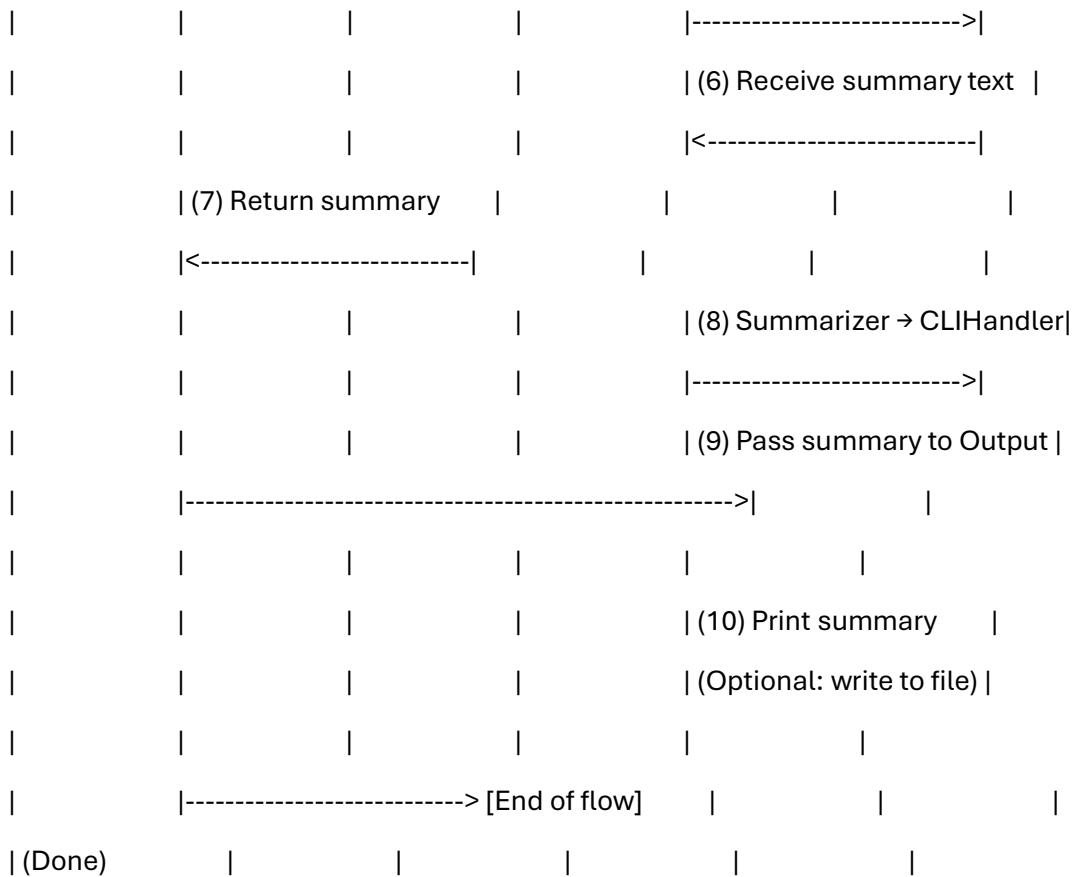 | | | | |--------------------------->|
| | | | | (6) Receive summary text |
| | | | |<---------------------------|
| | (7) Return summary | | | |
| |<---------------------------| | | |
| | | | | (8) Summarizer → CLIHandler|
| | | | |--------------------------->|
| | | | | (9) Pass summary to Output |
| |------------------------------------------------------->| |
| | | | | |
| | | | | (10) Print summary |
| | | | | (Optional: write to file) |
| | | | | |
| |----------------------------> [End of flow] | | |
| (Done) | | | | |